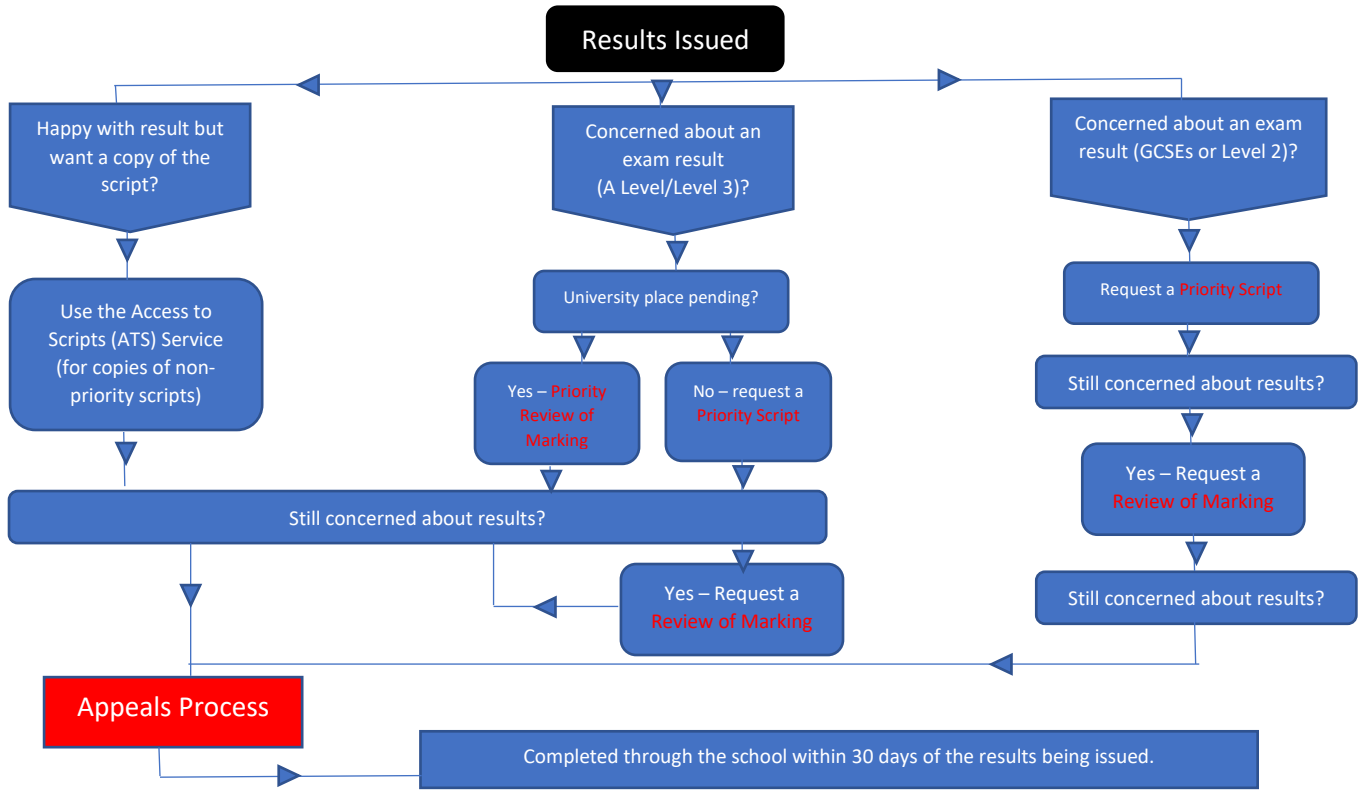 Results Issued
Happy with result but
want a copy of the
script?
Concerned about an
exam result
(A Level/Level 3)?
Concerned about an exam
result (GCSEs or Level 2)?
Use the Access to
Scripts (ATS) Service
(for copies of non-
priority scripts)
University place pending?
Request a Priority Script
Yes – Priority
Review of
Marking
No – request a
Priority Script
Still concerned about results?
Yes – Request a
Review of Marking
Still concerned about results?
Yes – Request a
Review of Marking
Still concerned about results?
Appeals Process
Completed through the school within 30 days of the results being issued.